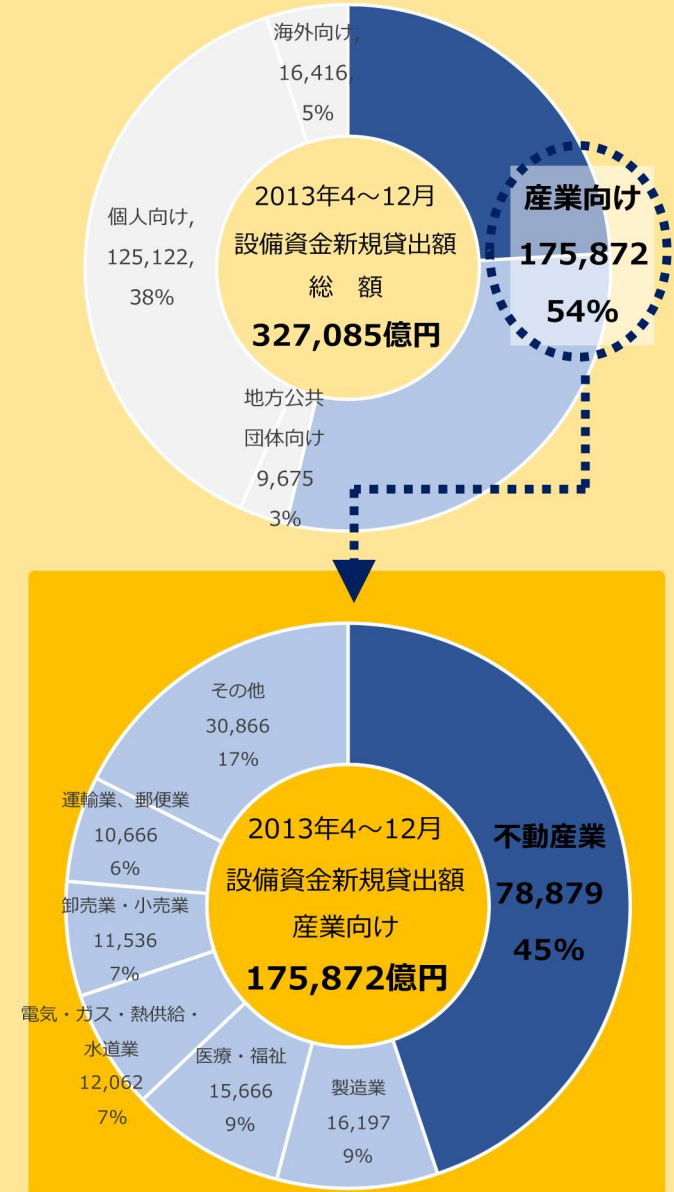 海外向け,
16,416,
5%
個人向け,
125,122,
38%
2013年4～12月
設備資金新規貸出額
総　額
327,085億円
産業向け
175,872
54%
地方公共
団体向け
9,675
3%
その他
30,866
17%
運輸業、郵便業
10,666
6%
卸売業・小売業
11,536
7%
電気・ガス・熱供給・
水道業
12,062
7%
医療・福祉
15,666
9%
製造業
16,197
9%
2013年4～12月
設備資金新規貸出額
産業向け
175,872億円
不動産業
78,879
45%